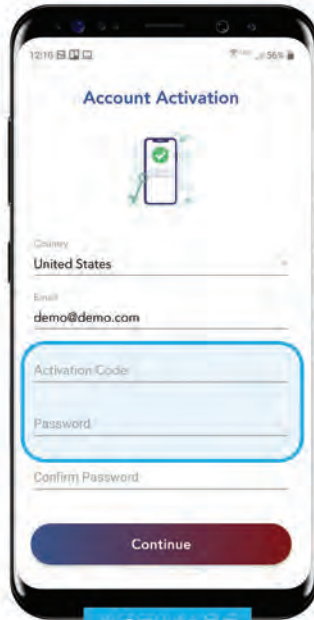 12:16
56%
Account Activation
Country
United States
Email
demo@demo.com
Activation Code
Password
Confirm Password
Continue